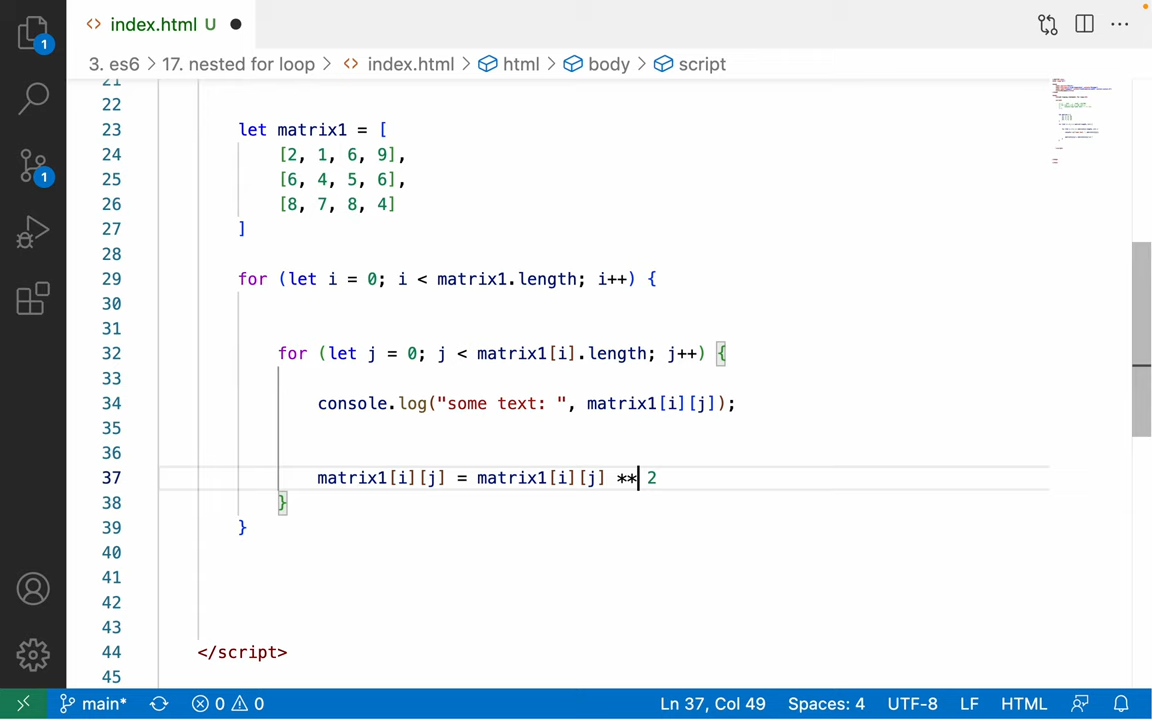 index.html U
1
3. es6 > 17. nested for loop > index.html > html > body > script
21
22
23 let matrix1 = [
24 [2, 1, 6, 9],
25 [6, 4, 5, 6],
26 [8, 7, 8, 4]
27 ]
28
29 for (let i = 0; i < matrix1.length; i++) {
30
31
32 for (let j = 0; j < matrix1[i].length; j++) {
33
34 console.log("some text: ", matrix1[i][j]);
35
36
37 matrix1[i][j] = matrix1[i][j] ** 2
38 }
39 }
40
41
42
43
44 </script>
45
1
main* 0 0 Ln 37, Col 49 Spaces: 4 UTF-8 LF HTML